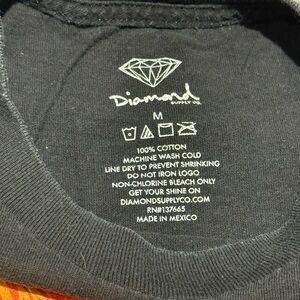 Diamond
SUPPLY CO.
M
100% COTTON
MACHINE WASH COLD
LINE DRY TO PREVENT SHRINKING
DO NOT IRON LOGO
NON-CHLORINE BLEACH ONLY
GET YOUR SHINE ON
DIAMONDSUPPLYCO.COM
RN#137665
MADE IN MEXICO